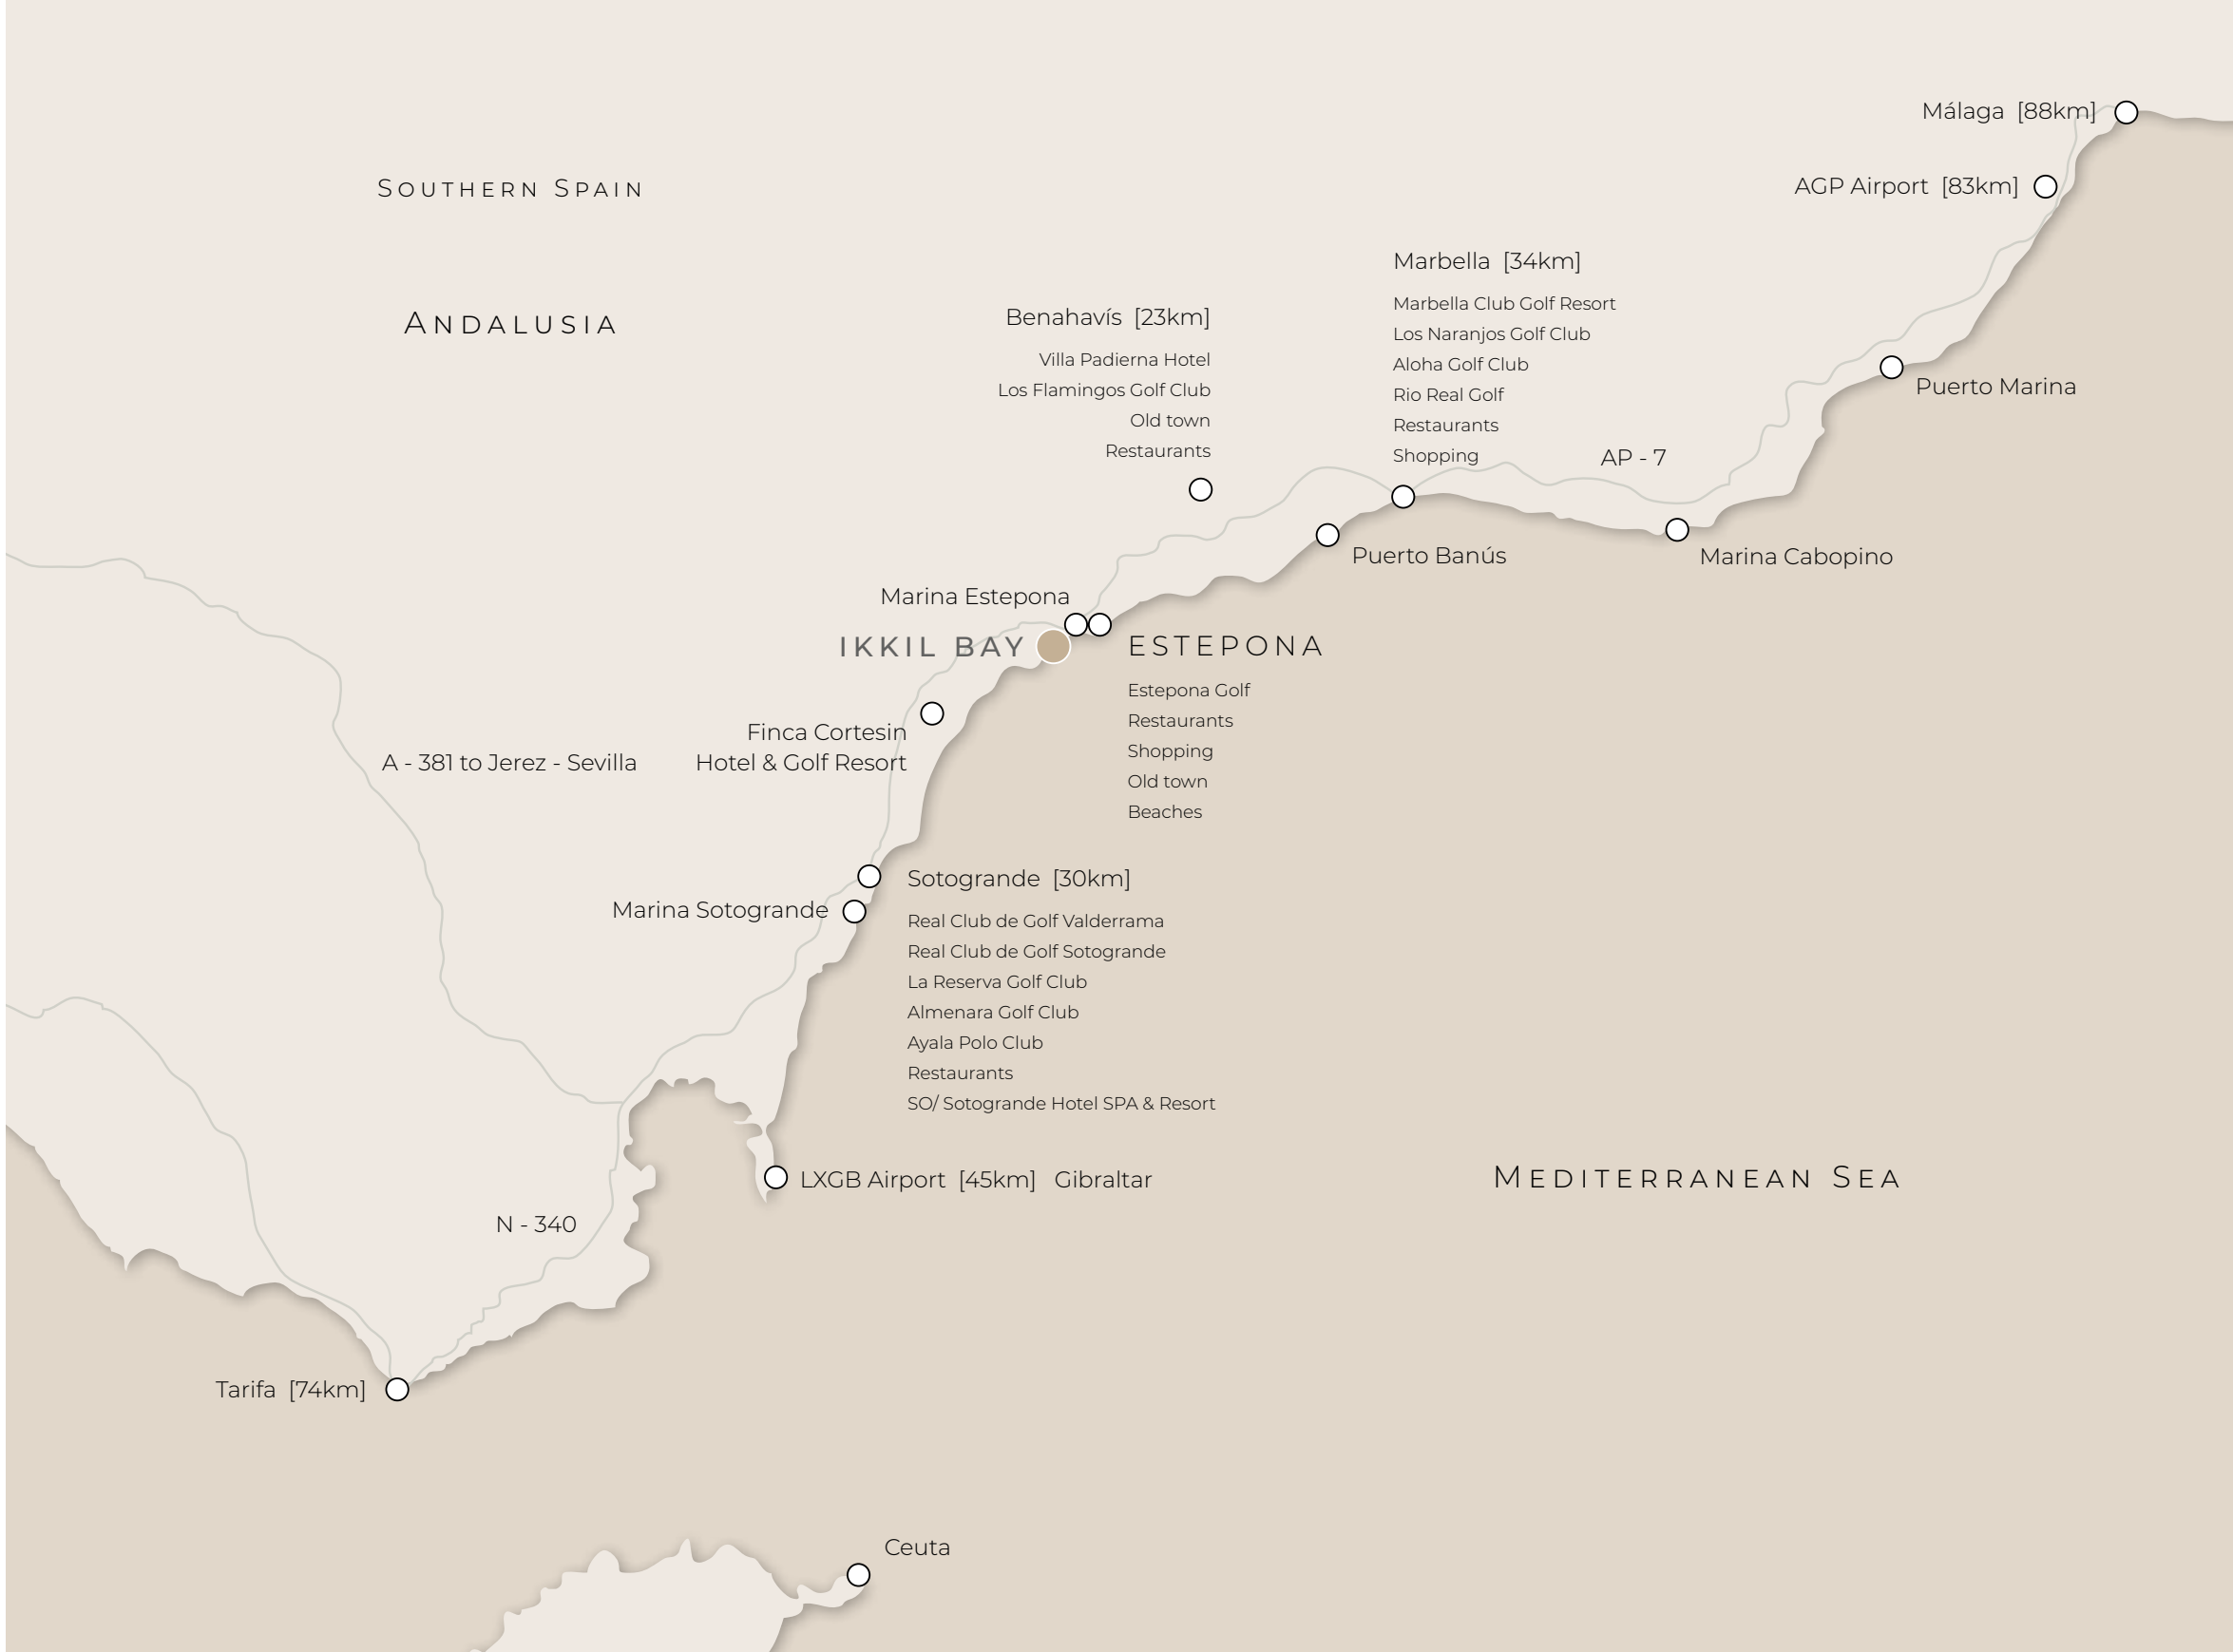 Málaga [88km]
AGP Airport [83km]
SOUTHERN SPAIN
ANDALUSIA
Marbella [34km]
Marbella Club Golf Resort
Los Naranjos Golf Club
Aloha Golf Club
Rio Real Golf
Restaurants
Shopping
Benahavís [23km]
Villa Padierna Hotel
Los Flamingos Golf Club
Old town
Restaurants
AP - 7
Puerto Marina
Puerto Banús
Marina Cabopino
Marina Estepona
IKKIL BAY
ESTEPONA
Estepona Golf
Restaurants
Shopping
Old town
Beaches
Finca Cortesin
Hotel & Golf Resort
A - 381 to Jerez - Sevilla
Sotogrande [30km]
Real Club de Golf Valderrama
Real Club de Golf Sotogrande
La Reserva Golf Club
Almenara Golf Club
Ayala Polo Club
Restaurants
SO/ Sotogrande Hotel SPA & Resort
Marina Sotogrande
LXGB Airport [45km] Gibraltar
MEDITERRANEAN SEA
N - 340
Tarifa [74km]
Ceuta